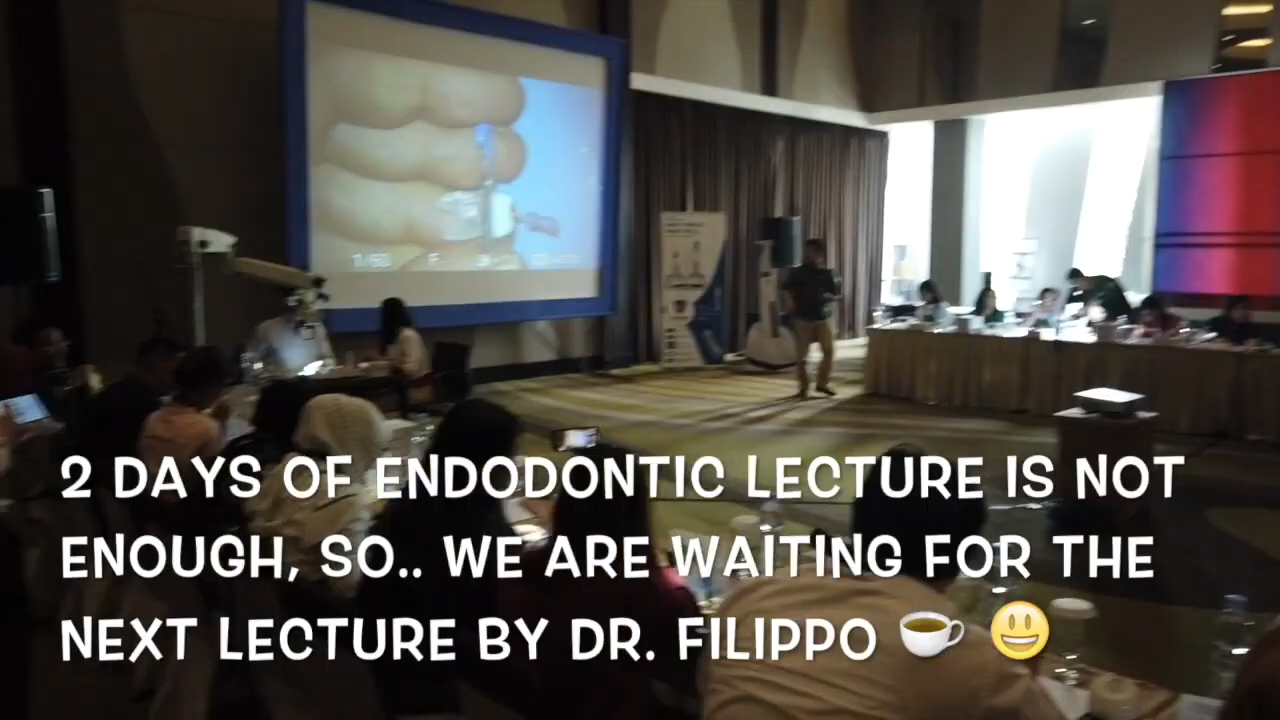 2 DAYS OF ENDODONTIC LECTURE IS NOT
ENOUGH, SO.. WE ARE WAITING FOR THE
NEXT LECTURE BY DR. FILIPPO ☕ 😃